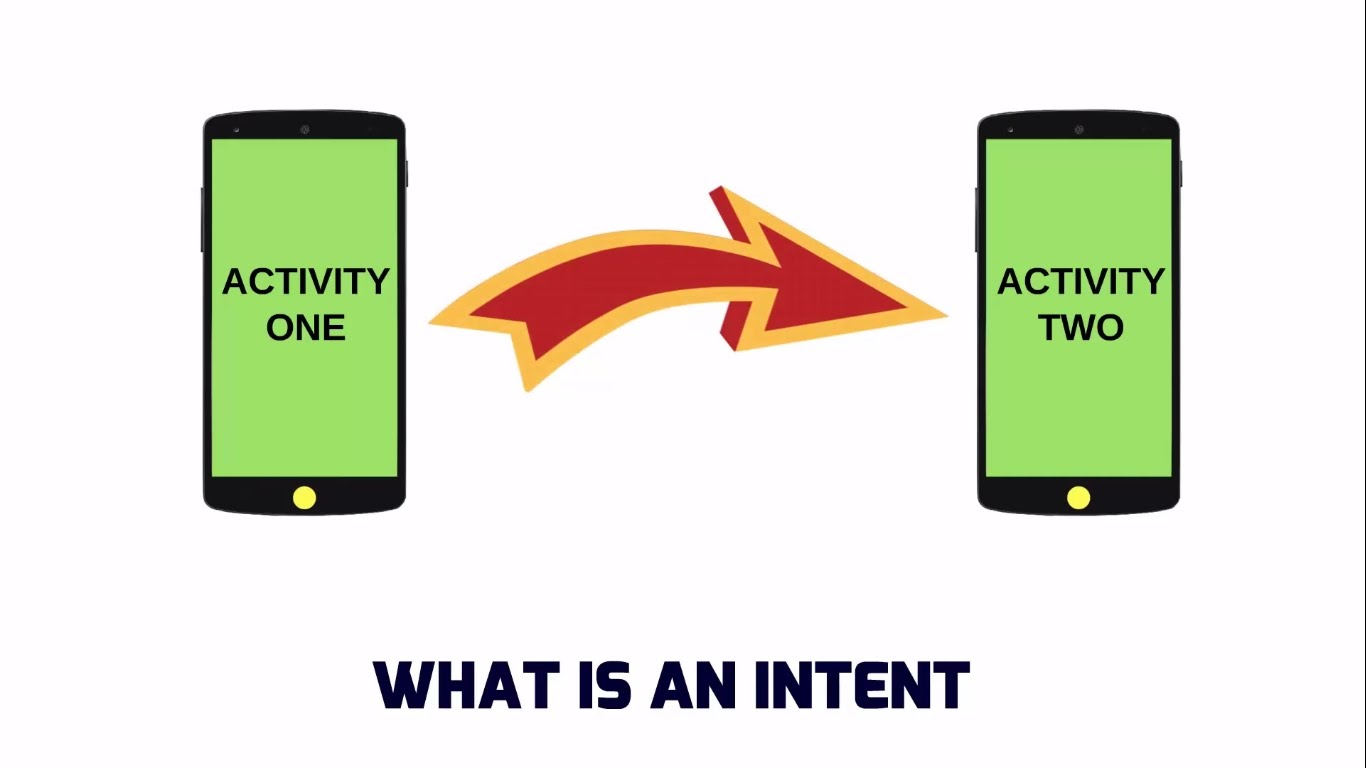 ACTIVITY
ONE
ACTIVITY
TWO
WHAT IS AN INTENT